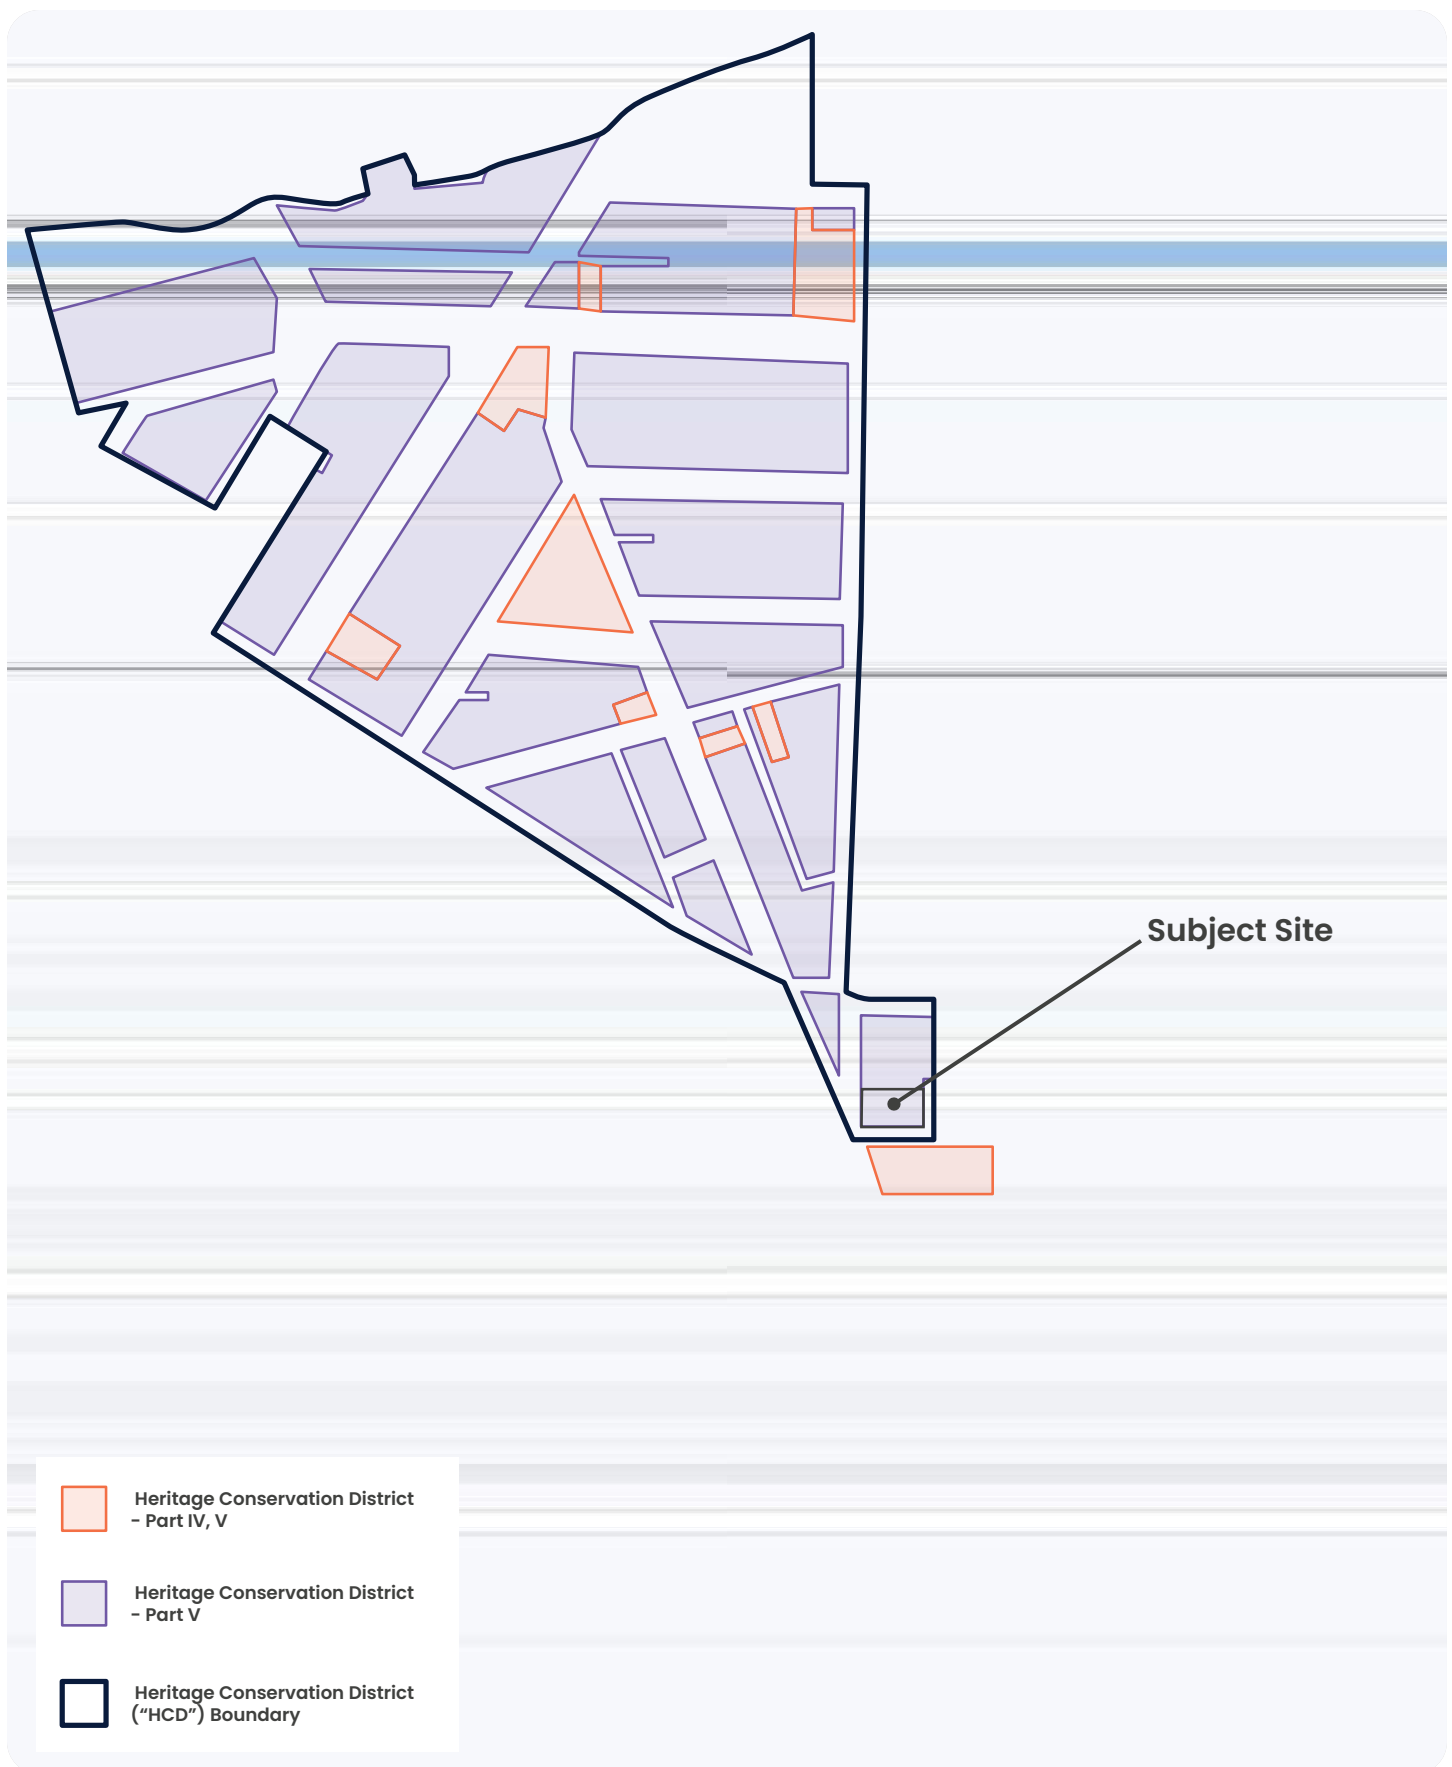 Subject Site
Heritage Conservation District
- Part IV, V
Heritage Conservation District
- Part V
Heritage Conservation District
(“HCD”) Boundary